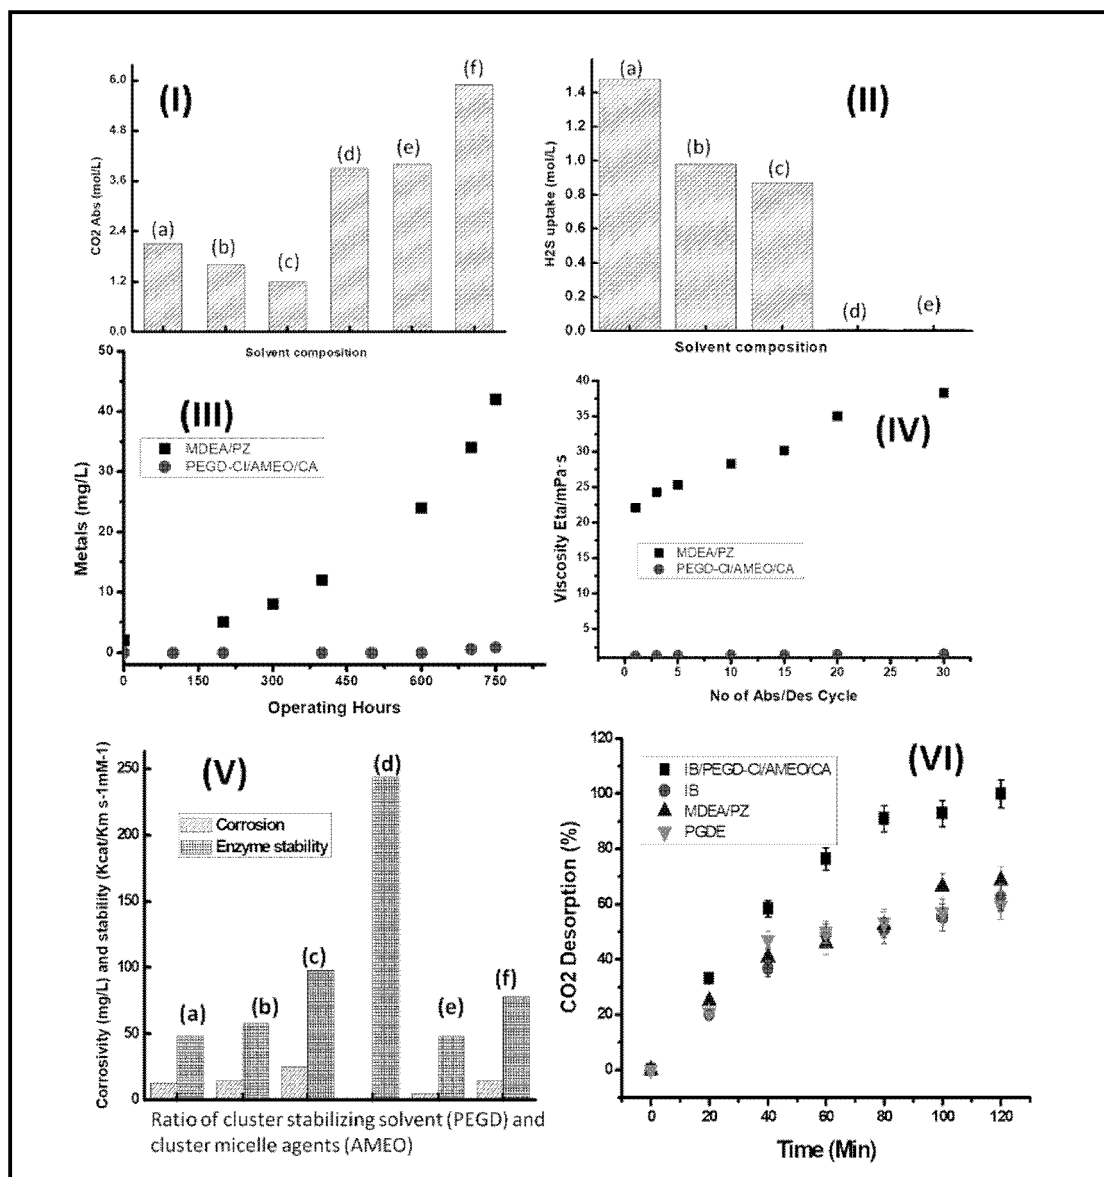 (I)
CO2 Abs (mol/L)
6.0
4.8
3.6
2.4
1.2
0.0
(a)
(b)
(c)
(d)
(e)
(f)
Solvent composition
(II)
H2S uptake (mol/L)
1.4
1.2
1.0
0.8
0.6
0.4
0.2
0.0
(a)
(b)
(c)
(d)
(e)
Solvent composition
(III)
Metals (mg/L)
50
40
30
20
10
0
MDEA/PZ
PEGD-Cl/AMEO/CA
0 150 300 450 600 750
Operating Hours
(IV)
Viscosity Eta/mPa·s
40
35
30
25
20
15
10
5
MDEA/PZ
PEGD-Cl/AMEO/CA
0 5 10 15 20 25 30
No of Abs/Des Cycle
(V)
Corrosivity (mg/L) and stability (Kcat/Km s-1mM-1)
250
200
150
100
50
0
Corrosion
Enzyme stability
(a)
(b)
(c)
(d)
(e)
(f)
Ratio of cluster stabilizing solvent (PEGD) and
cluster micelle agents (AMEO)
(VI)
CO2 Desorption (%)
120
100
80
60
40
20
0
IB/PEGD-Cl/AMEO/CA
IB
MDEA/PZ
PGDE
0 20 40 60 80 100 120
Time (Min)